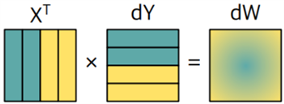 Xᵀ dY dW
× =